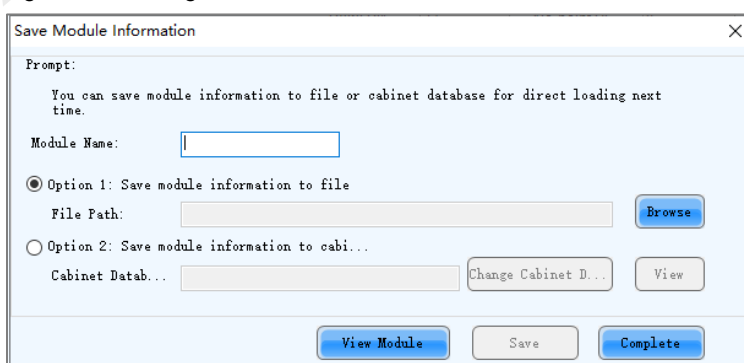 Save Module Information
Prompt:
You can save module information to file or cabinet database for direct loading next
time.
Module Name:
Option 1: Save module information to file
File Path:
Browse
Option 2: Save module information to cabi...
Cabinet Datab...
Change Cabinet D...
View
View Module
Save
Complete